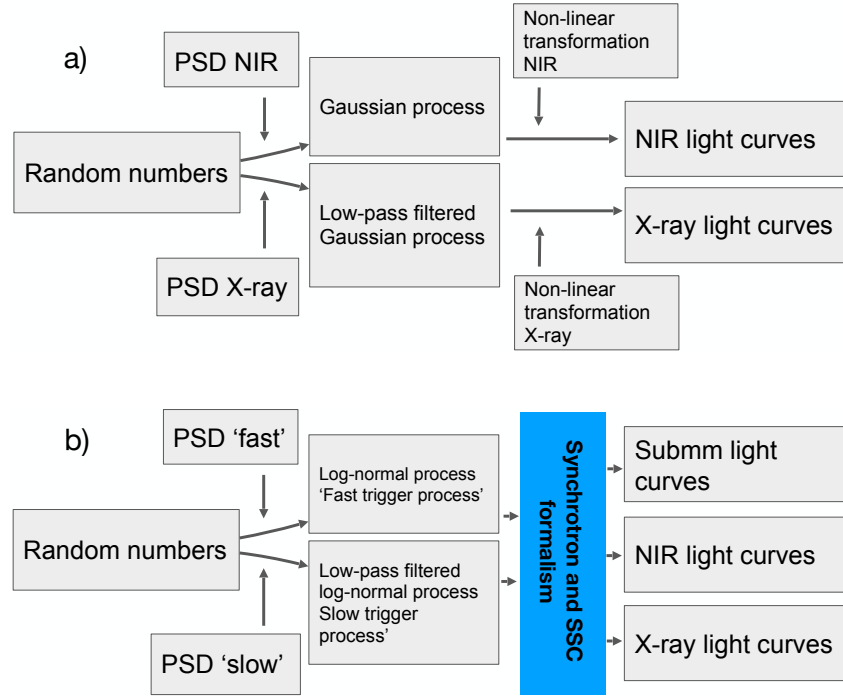 a)
PSD NIR
Non-linear
transformation
NIR
Gaussian process
Random numbers
NIR light curves
Low-pass filtered
Gaussian process
X-ray light curves
PSD X-ray
Non-linear
transformation
X-ray
b)
PSD ‘fast’
Log-normal process
‘Fast trigger process’
Synchrotron and SSC
formalism
Submm light
curves
Random numbers
NIR light curves
Low-pass filtered
log-normal process
Slow trigger
process’
PSD ‘slow’
X-ray light curves